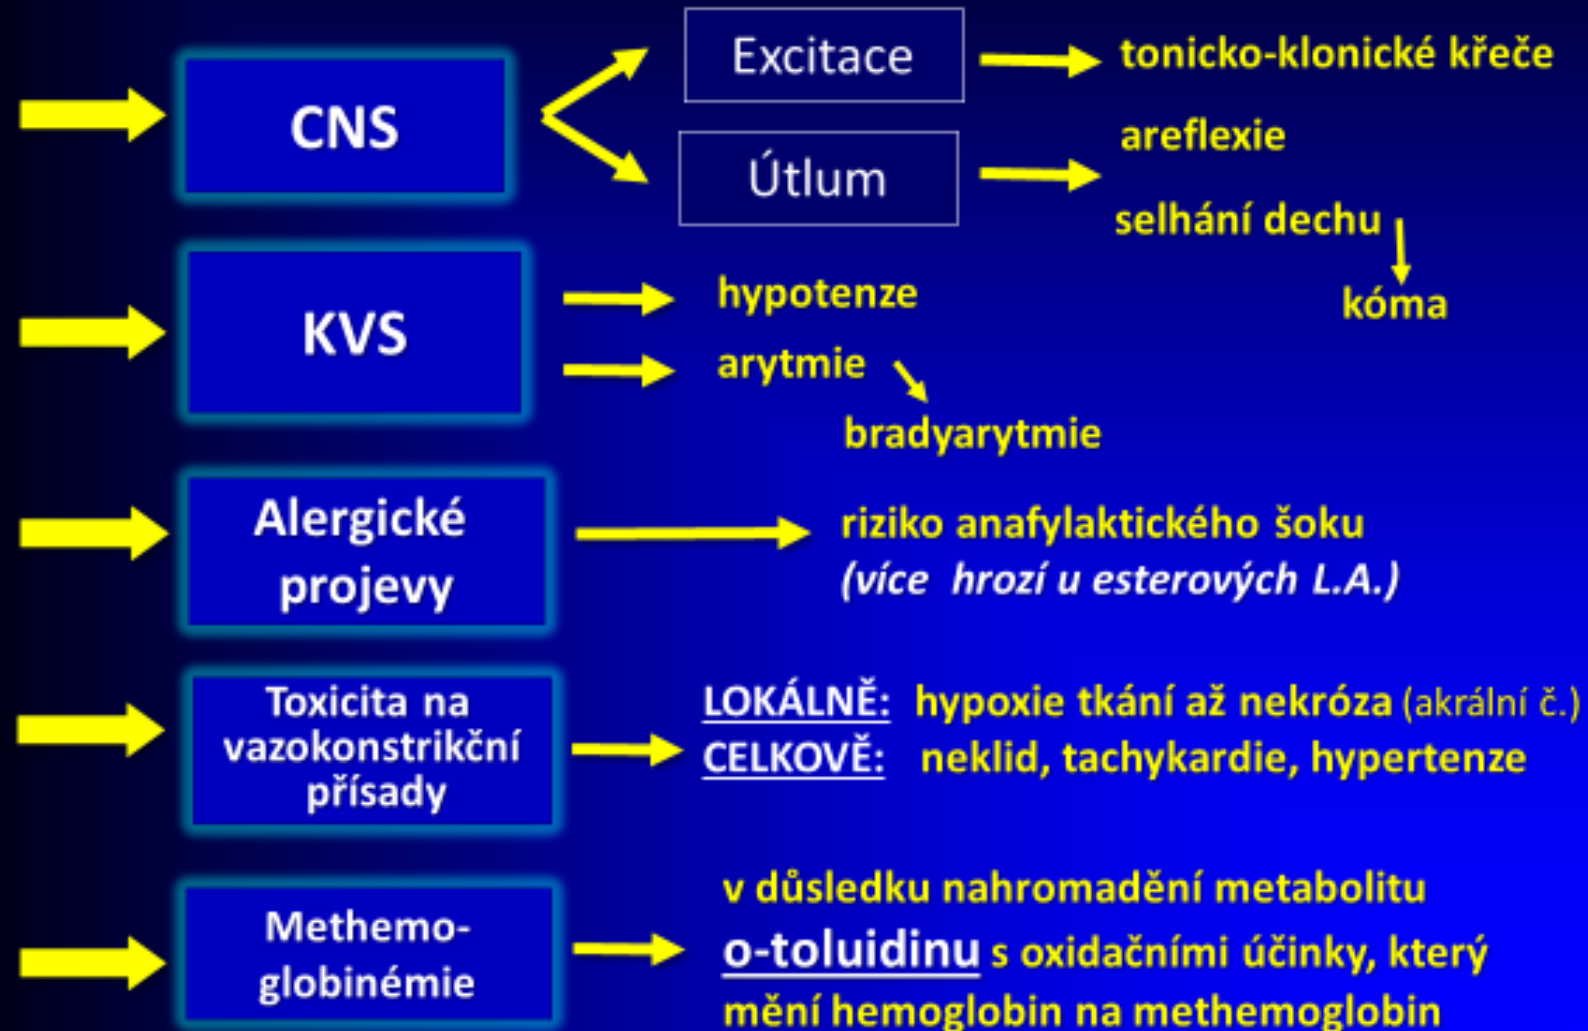 CNS
Excitace
tonicko-klonické křeče
Útlum
areflexie
selhání dechu
kóma
KVS
hypotenze
arytmie
bradyarytmie
Alergické
projevy
riziko anafylaktického šoku
(více hrozí u esterových L.A.)
Toxicita na
vazokonstrikční
přísady
LOKÁLNĚ: hypoxie tkání až nekróza (akrální č.)
CELKOVĚ: neklid, tachykardie, hypertenze
Methemo-
globinémie
v důsledku nahromadění metabolitu
o-toluidinu s oxidačními účinky, který
mění hemoglobin na methemoglobin